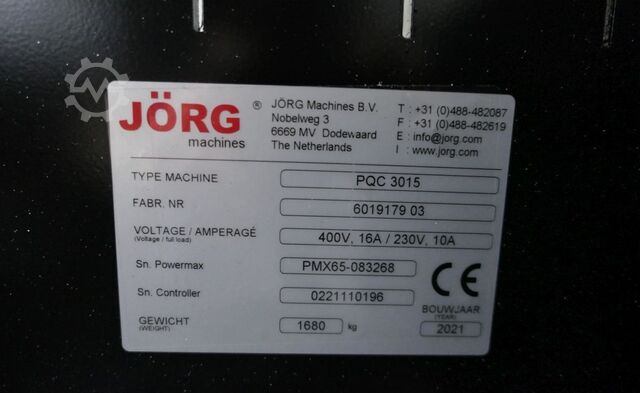 JÖRG ®
machines
JÖRG Machines B.V.
Nobelweg 3
6669 MV Dodewaard
The Netherlands
T : +31 (0)488-482087
F : +31 (0)488-482619
E : info@jorg.com
I : www.jorg.com
TYPE MACHINE PQC 3015
FABR. NR 6019179 03
VOLTAGE / AMPERAGÉ 400V, 16A / 230V, 10A
(Voltage / full load)
Sn. Powermax PMX65-083268
Sn. Controller 0221110196
CE
GEWICHT 1680 kg
(WEIGHT)
BOUWJAAR
(YEAR)
2021